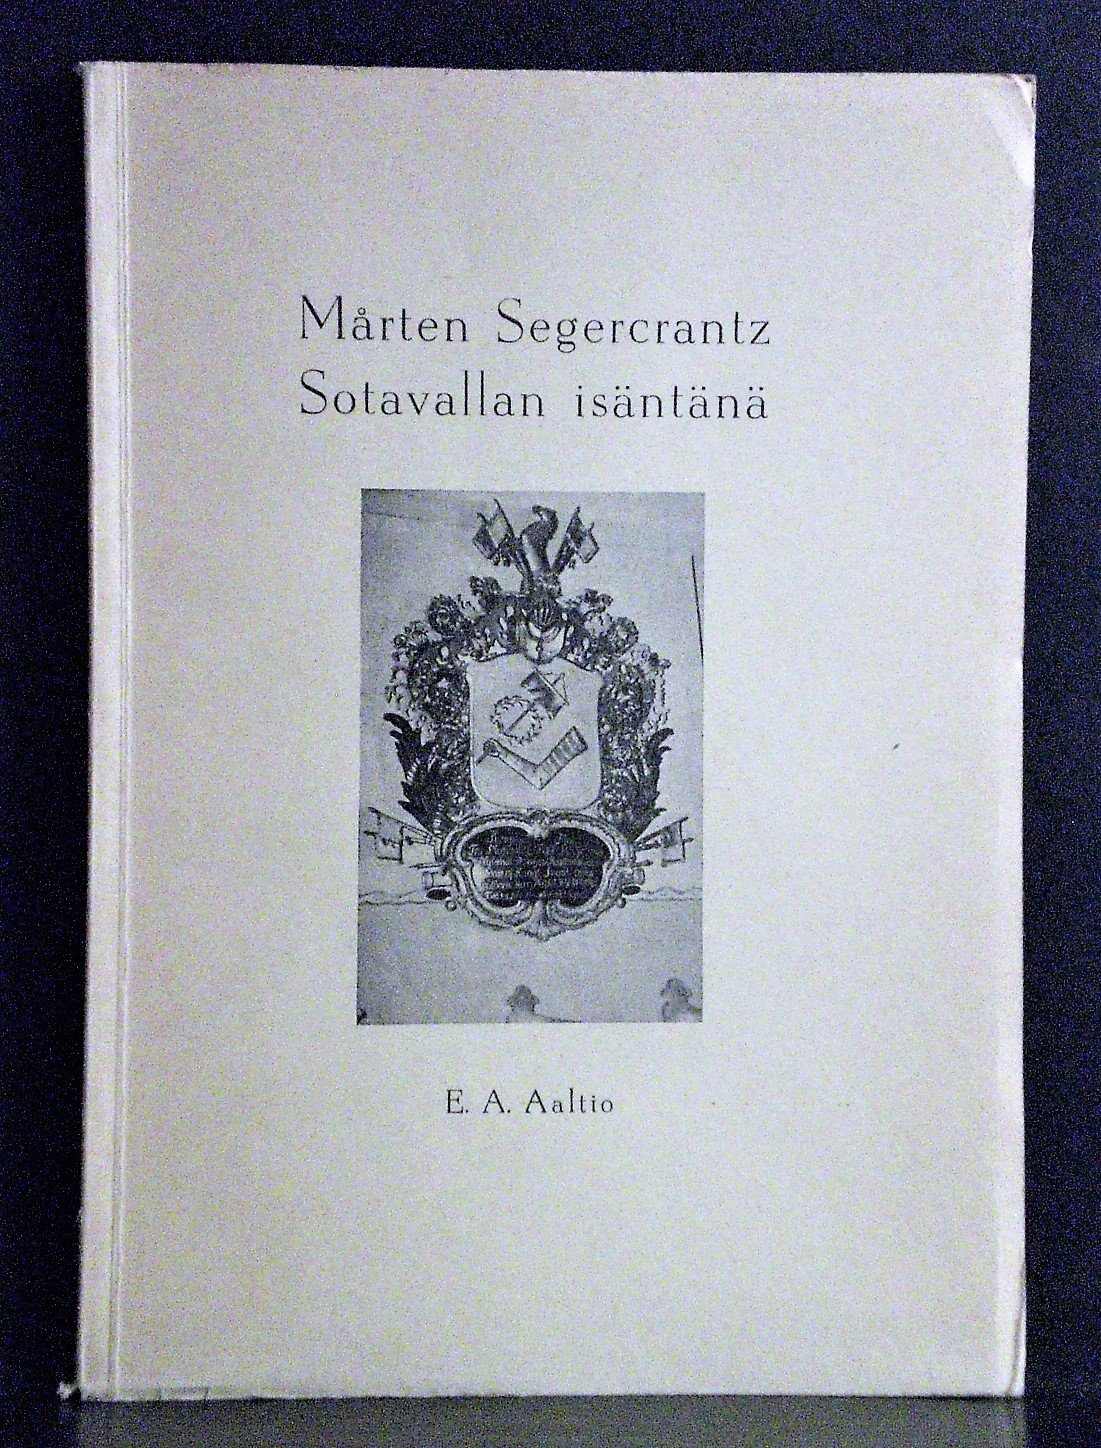 Mårten Segercrantz
Sotavallan isäntänä
E. A. Aaltio